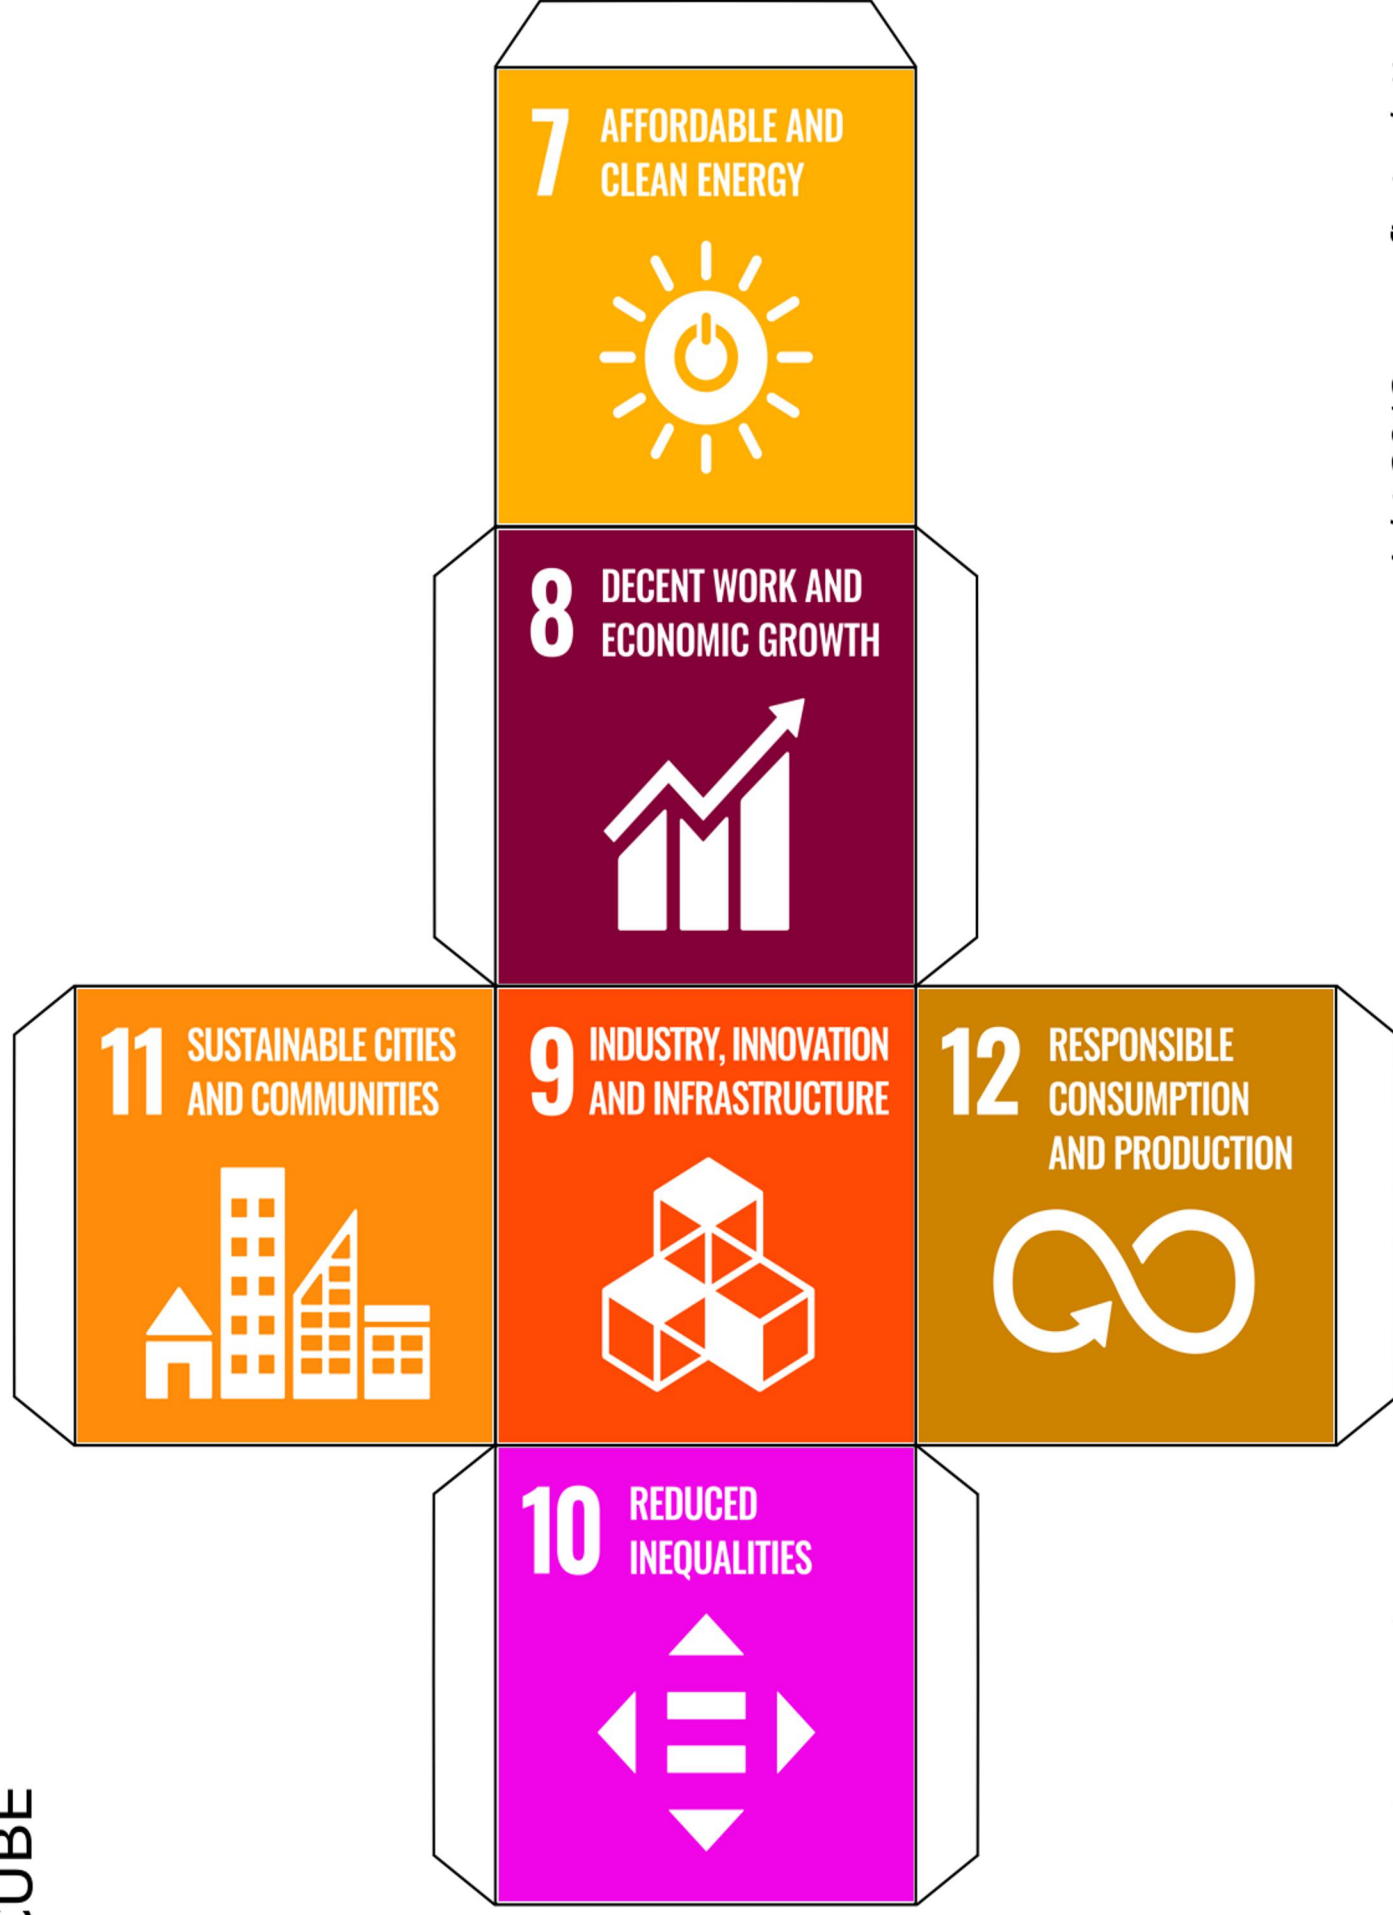 7 AFFORDABLE AND
CLEAN ENERGY
8 DECENT WORK AND
ECONOMIC GROWTH
11 SUSTAINABLE CITIES
AND COMMUNITIES
9 INDUSTRY, INNOVATION
AND INFRASTRUCTURE
12 RESPONSIBLE
CONSUMPTION
AND PRODUCTION
10 REDUCED
INEQUALITIES
CUBE